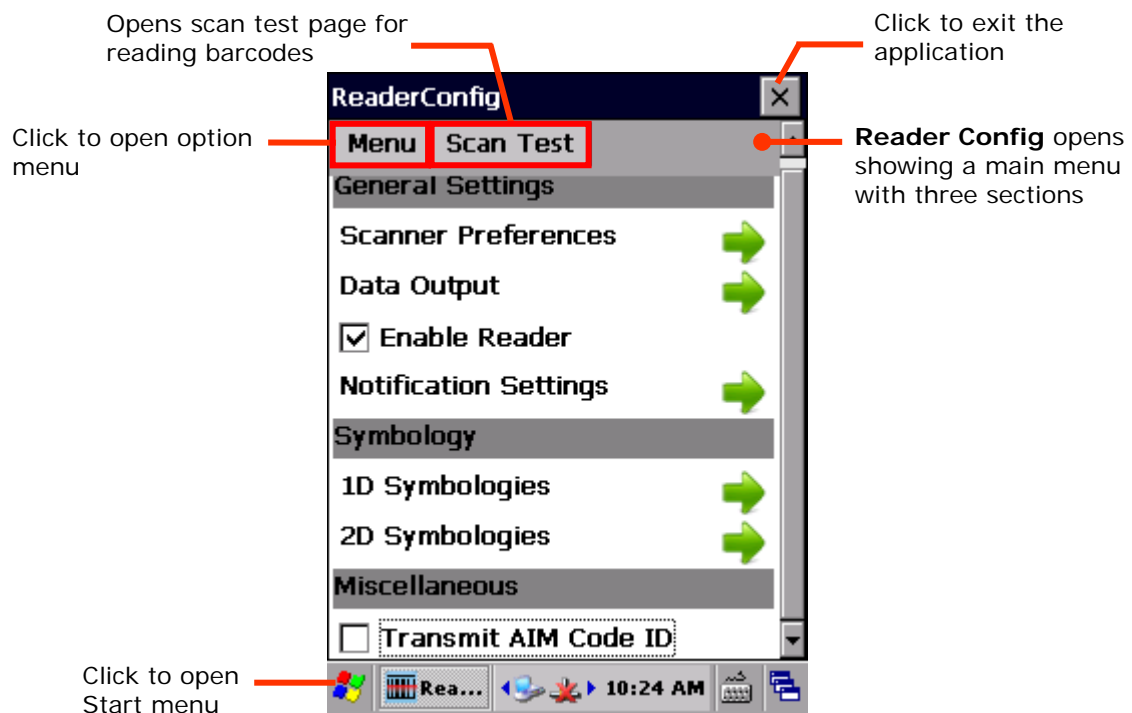 Opens scan test page for
reading barcodes
Click to exit the
application
ReaderConfig
Click to open option
menu
Menu
Scan Test
Reader Config opens
showing a main menu
with three sections
General Settings
Scanner Preferences
Data Output
Enable Reader
Notification Settings
Symbology
1D Symbologies
2D Symbologies
Miscellaneous
Transmit AIM Code ID
Click to open
Start menu
Rea...
10:24 AM